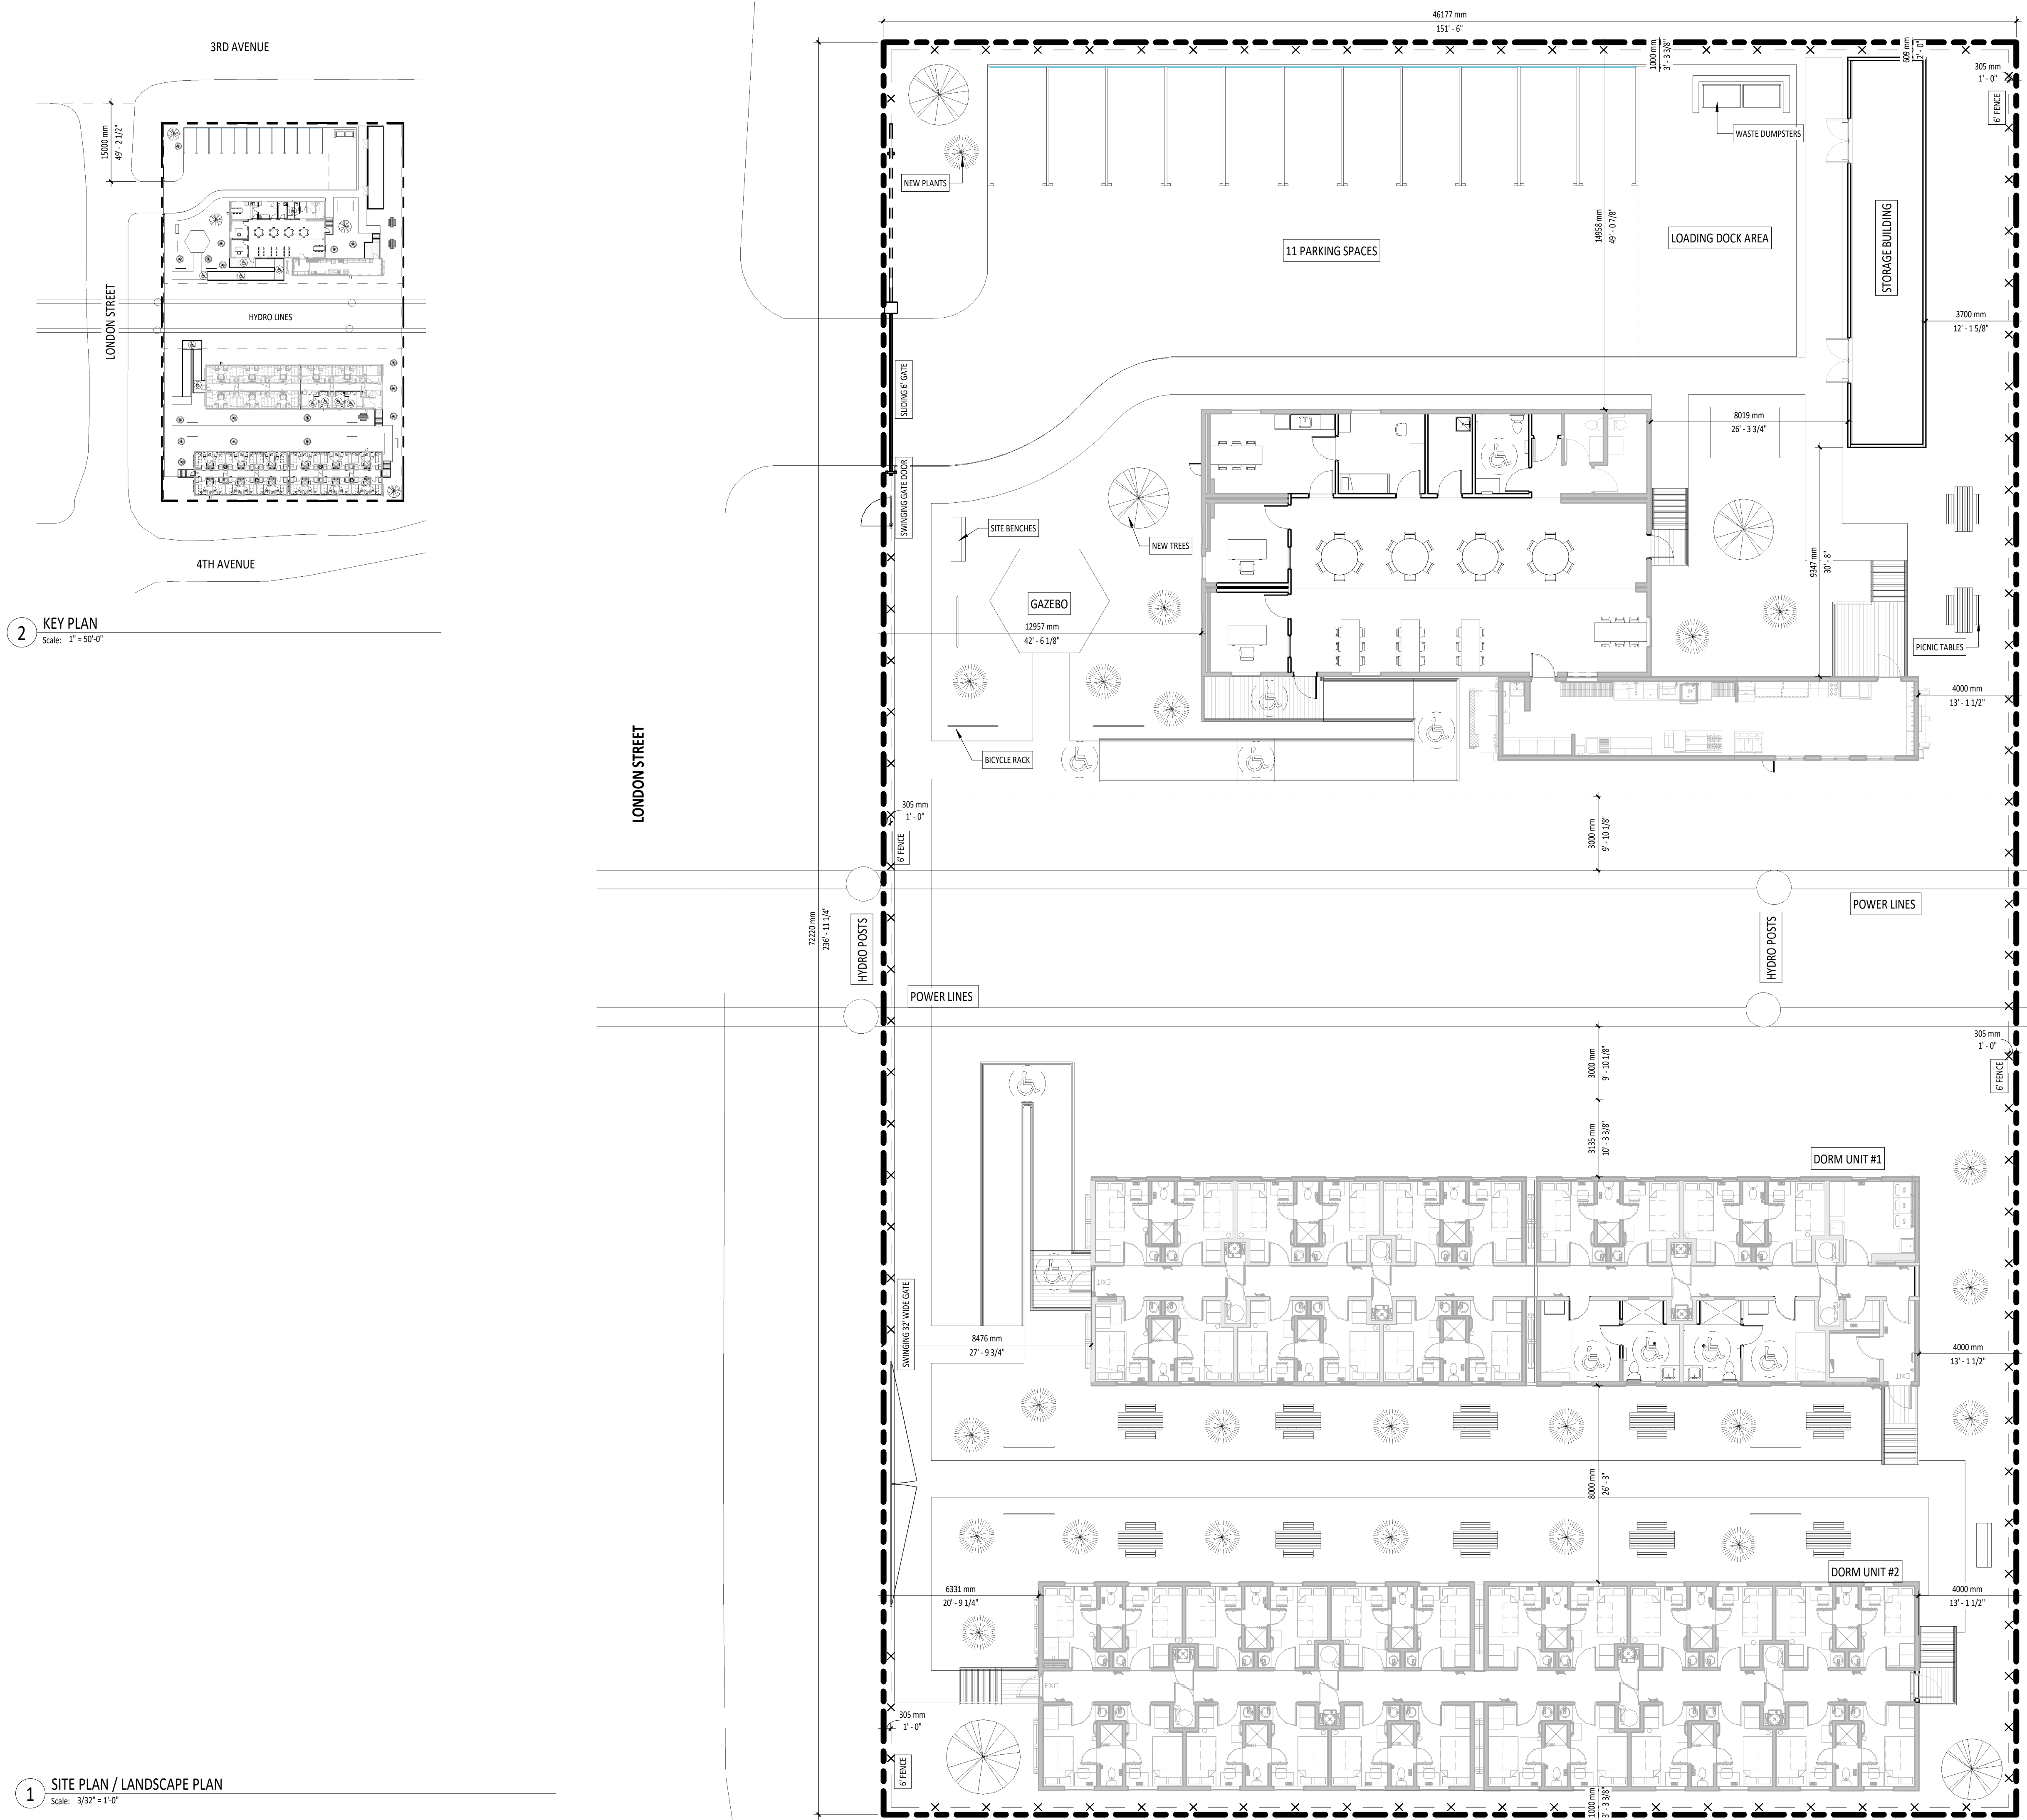 3RD AVENUE
15000 mm
49' - 2 1/2"
LONDON STREET
HYDRO LINES
4TH AVENUE
2
KEY PLAN
Scale: 1" = 50'-0"
46177 mm
151' - 6"
1000 mm
3' - 3 3/8"
609 mm
2' - 0"
305 mm
1' - 0"
6' FENCE
WASTE DUMPSTERS
NEW PLANTS
11 PARKING SPACES
14958 mm
49' - 0 7/8"
LOADING DOCK AREA
STORAGE BUILDING
3700 mm
12' - 1 5/8"
SLIDING 6' GATE
8019 mm
26' - 3 3/4"
SWINGING GATE DOOR
SITE BENCHES
NEW TREES
9347 mm
30' - 8"
GAZEBO
12957 mm
42' - 6 1/8"
PICNIC TABLES
4000 mm
13' - 1 1/2"
BICYCLE RACK
LONDON STREET
305 mm
1' - 0"
6' FENCE
3000 mm
9' - 10 1/8"
POWER LINES
72220 mm
236' - 11 1/4"
HYDRO POSTS
HYDRO POSTS
POWER LINES
305 mm
1' - 0"
6' FENCE
3000 mm
9' - 10 1/8"
3135 mm
10' - 3 3/8"
DORM UNIT #1
EXIT
SWINGING 32' WIDE GATE
8476 mm
27' - 9 3/4"
4000 mm
13' - 1 1/2"
EXIT
8000 mm
26' - 3"
DORM UNIT #2
6331 mm
20' - 9 1/4"
4000 mm
13' - 1 1/2"
EXIT
305 mm
1' - 0"
6' FENCE
1000 mm
3' - 3 3/8"
1
SITE PLAN / LANDSCAPE PLAN
Scale: 3/32" = 1'-0"